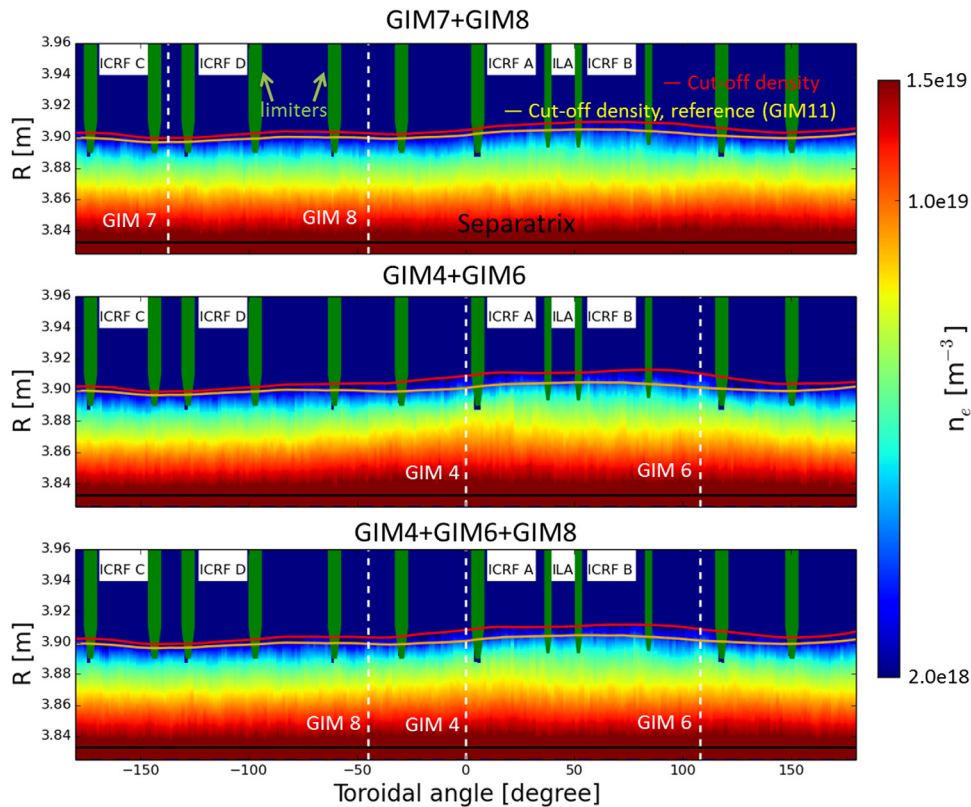 GIM7+GIM8
3.96
ICRF C ICRF D ICRF A ILA ICRF B
3.94
limiters
— Cut-off density
3.92
— Cut-off density, reference (GIM11)
3.90
R [m]
3.88
3.86
GIM 7 GIM 8
3.84
Separatrix
GIM4+GIM6
3.96
ICRF C ICRF D ICRF A ILA ICRF B
3.94
3.92
3.90
R [m]
3.88
3.86
GIM 4 GIM 6
3.84
GIM4+GIM6+GIM8
3.96
ICRF C ICRF D ICRF A ILA ICRF B
3.94
3.92
3.90
R [m]
3.88
3.86
GIM 8 GIM 4 GIM 6
3.84
−150 −100 −50 0 50 100 150
Toroidal angle [degree]
1.5e19
1.0e19
2.0e18
nₑ [m⁻³]